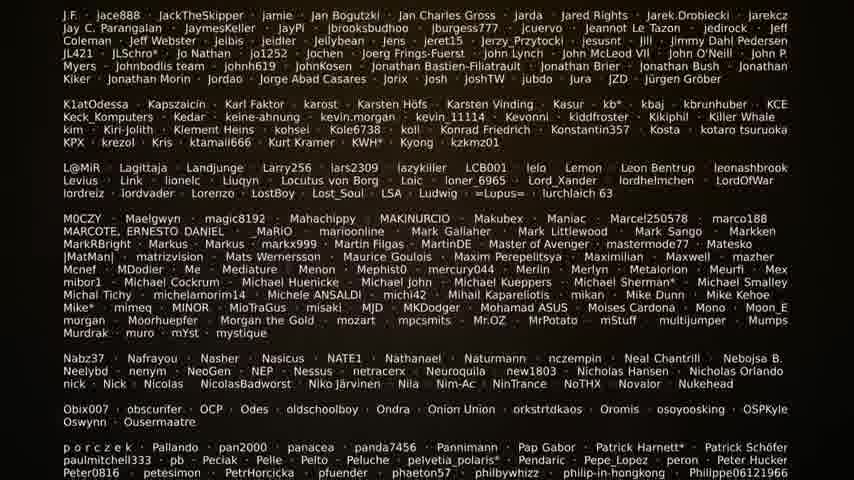 J.F. · jace888 · JackTheSkipper · jamie · Jan Bogutzki · Jan Charles Gross · jarda · Jared Rights · Jarek.Drobiecki · jarekcz
Jay C. Parangalan · JaymesKeller · JayPi · Jbrooksbudhoo · Jburgess777 · jcuervo · Jeannot Le Tazon · jedirock · Jeff
Coleman · Jeff Webster · Jeibis · jeidler · Jellybean · Jens · jeret15 · Jerzy_Przytocki · jesusnt · Jill · Jimmy Dahl Pedersen
JL421 · JLSchro* · Jo Nathan · jo1252 · Jochen · Joerg Frings-Fuerst · john Lynch · John McLeod VII · John O'Neill · John P.
Myers · Johnbodlis team · johnh619 · JohnKosen · Jonathan Bastien-Filiatrault · Jonathan Brier · Jonathan Bush · Jonathan
Kiker · Jonathan Morin · Jordao · Jorge Abad Casares · Jorix · Josh · JoshTW · jubdo · Jura · JZD · Jürgen Gröber
K1atOdessa · Kapszaicin · Karl Faktor · karost · Karsten Höfs · Karsten Vinding · Kasur · kb* · kbaj · kbrunhuber · KCE
Keck_Komputers · Kedar · keine-ahnung · kevin.morgan · kevin_11114 · Kevonni · kiddfroster · Kikiphil · Killer Whale
kim · Kiri-Jolith · Klement Heins · kohsei · Kole6738 · koll · Konrad Friedrich · Konstantin357 · Kosta · kotaro tsuruoka
KPX · krezol · Kris · ktamail666 · Kurt Kramer · KWH* · Kyong · kzkmz01
L@MiR · Lagittaja · Landjunge · Larry256 · lars2309 · lazykiller · LCB001 · lelo · Lemon · Leon Bentrup · leonashbrook
Levius · Link · lionelc · Lluqyn · Locutus von Borg · Loic · loner_6965 · Lord_Xander · lordhelmchen · LordOfWar
lordreiz · lordvader · Lorenzo · LostBoy · Lost_Soul · LSA · Ludwig · =Lupus= · lurchlaich 63
M0CZY · Maelgwyn · magic8192 · Mahachippy · MAKINURCIO · Makubex · Maniac · Marcel250578 · marco188
MARCOTE, ERNESTO DANIEL · _MaRiO · marioonline · Mark Gallaher · Mark Littlewood · Mark Sango · Markken
MarkRBright · Markus · Markus · markx999 · Martin Filgas · MartinDE · Master of Avenger · mastermode77 · Matesko
|MatMan| · matrizvision · Mats Wernersson · Maurice Goulois · Maxim Perepelitsya · Maximilian · Maxwell · mazher
Mcnef · MDodier · Me · Mediature · Menon · Mephist0 · mercury044 · Merlin · Merlyn · Metalorion · Meurfi · Mex
mibor1 · Michael Cockrum · Michael Huenicke · Michael John · Michael Kueppers · Michael Sherman* · Michael Smalley
Michal Tichy · michelamorim14 · Michele ANSALDI · michi42 · Mihail Kapareliotis · mikan · Mike Dunn · Mike Kehoe
Mike* · mimeq · MINOR · MioTraGus · misaki · MJD · MKDodger · Mohamad ASUS · Moises Cardona · Mono · Moon_E
morgan · Moorhuepfer · Morgan the Gold · mozart · mpcsmits · Mr.OZ · MrPotato · mStuff · multijumper · Mumps
Murdrak · muro · mYst · mystique
Nabz37 · Nafrayou · Nasher · Nasicus · NATE1 · Nathanael · Naturmann · nczempin · Neal Chantrill · Nebojsa B.
Neelybd · nenym · NeoGen · NEP · Nessus · netracerx · Neuroquila · new1803 · Nicholas Hansen · Nicholas Orlando
nick · Nick · Nicolas · NicolasBadworst · Niko Järvinen · Nila · Nim-Ac · NinTrance · NoTHX · Novalor · Nukehead
Obix007 · obscurifer · OCP · Odes · oldschoolboy · Ondra · Onion Union · orkstrtdkaos · Oromis · osoyoosking · OSPKyle
Oswynn · Ousermaatre
p o r c z e k · Pallando · pan2000 · panacea · panda7456 · Pannimann · Pap Gabor · Patrick Harnett* · Patrick Schöfer
paulmitchell333 · pb · Peciak · Pelle · Pelto · Peluche · pelvetia_polaris* · Pendaric · Pepe_Lopez · peron · Peter Hucker
Peter0816 · petesimon · PetrHorcicka · pfuender · phaeton57 · philbywhizz · philip-in-hongkong · Philippe06121966